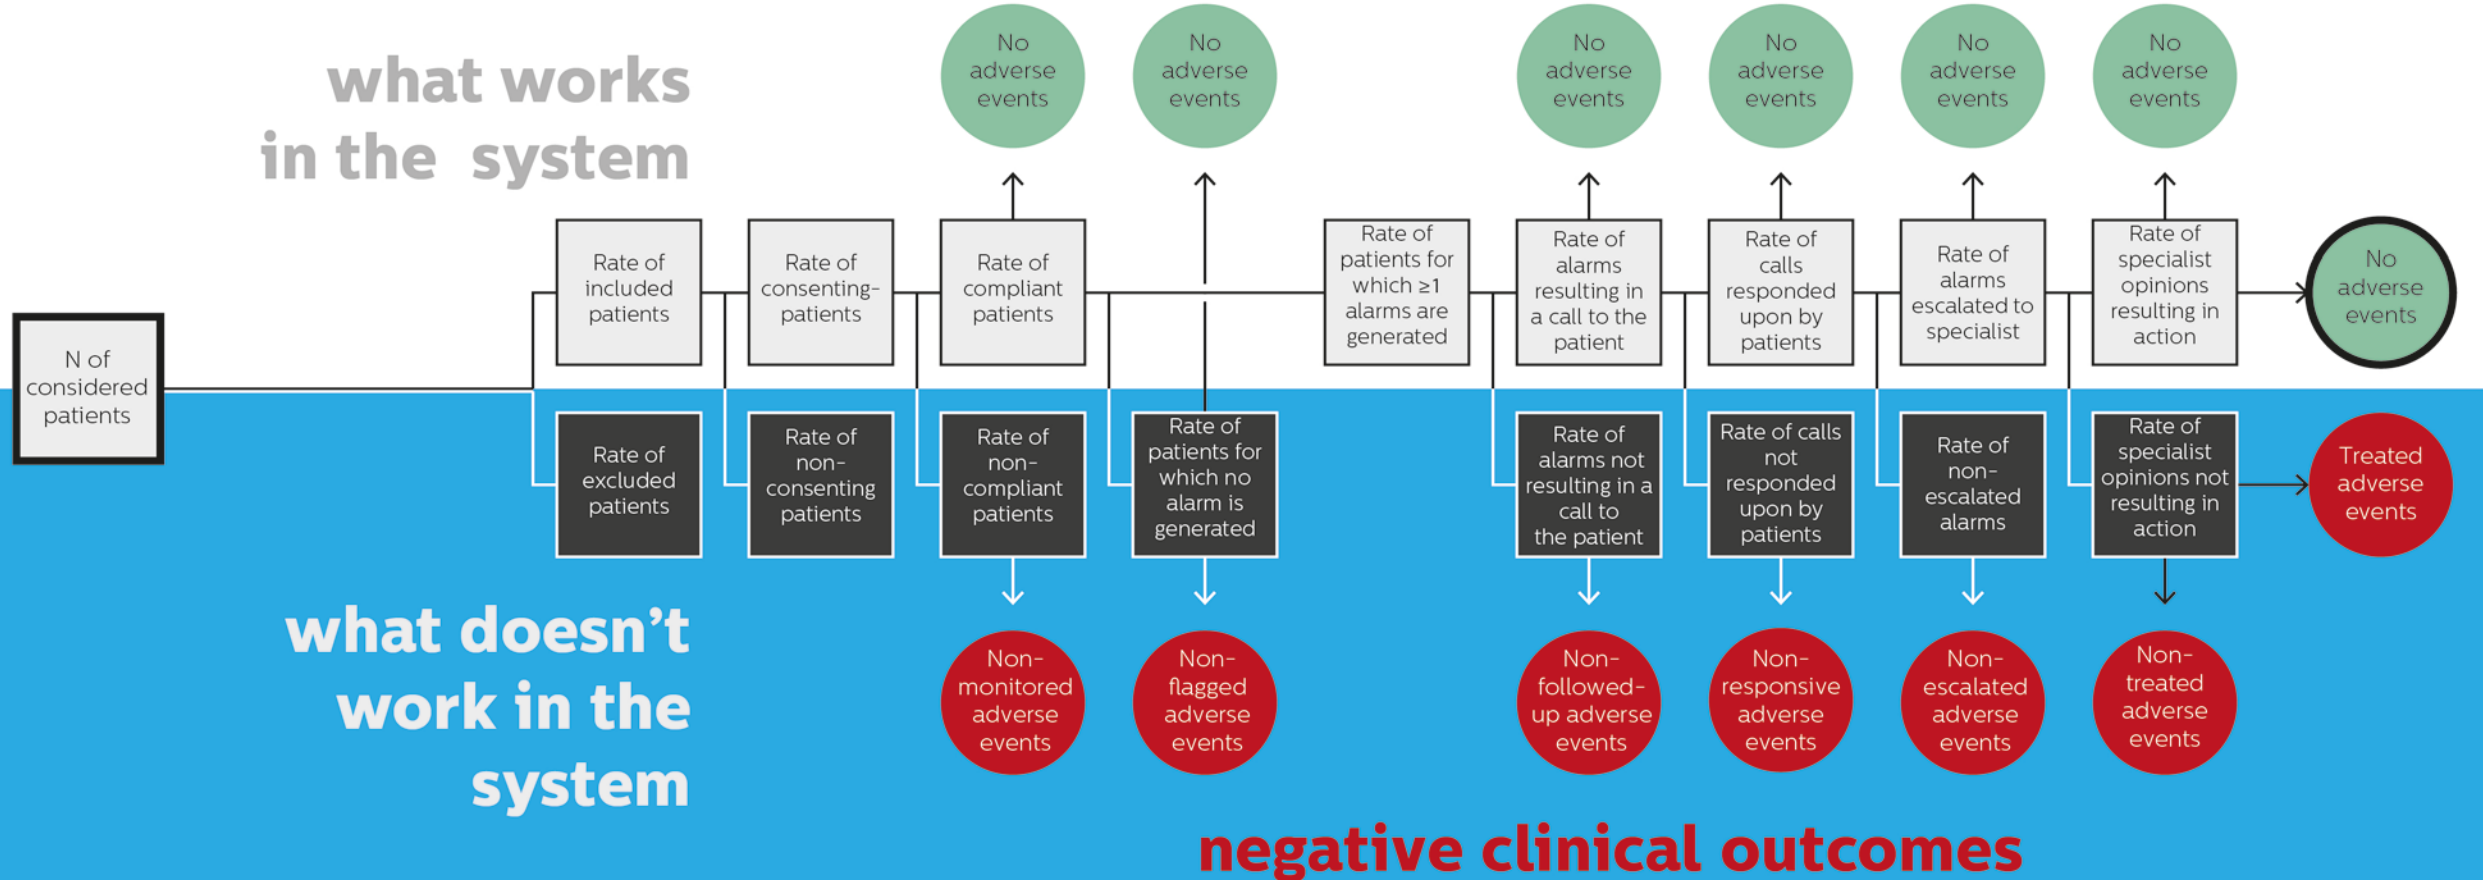 what works
in the system
No
adverse
events
No
adverse
events
No
adverse
events
No
adverse
events
No
adverse
events
No
adverse
events
N of
considered
patients
Rate of
included
patients
Rate of
consenting-
patients
Rate of
compliant
patients
Rate of
patients for
which ≥1
alarms are
generated
Rate of
alarms
resulting in
a call to the
patient
Rate of
calls
responded
upon by
patients
Rate of
alarms
escalated to
specialist
Rate of
specialist
opinions
resulting in
action
No
adverse
events
Rate of
excluded
patients
Rate of
non-
consenting
patients
Rate of
non-
compliant
patients
Rate of
patients for
which no
alarm is
generated
Rate of
alarms not
resulting in a
call to
the patient
Rate of calls
not
responded
upon by
patients
Rate of
non-
escalated
alarms
Rate of
specialist
opinions not
resulting in
action
Treated
adverse
events
what doesn't
work in the
system
Non-
monitored
adverse
events
Non-
flagged
adverse
events
Non-
followed-
up adverse
events
Non-
responsive
adverse
events
Non-
escalated
adverse
events
Non-
treated
adverse
events
negative clinical outcomes